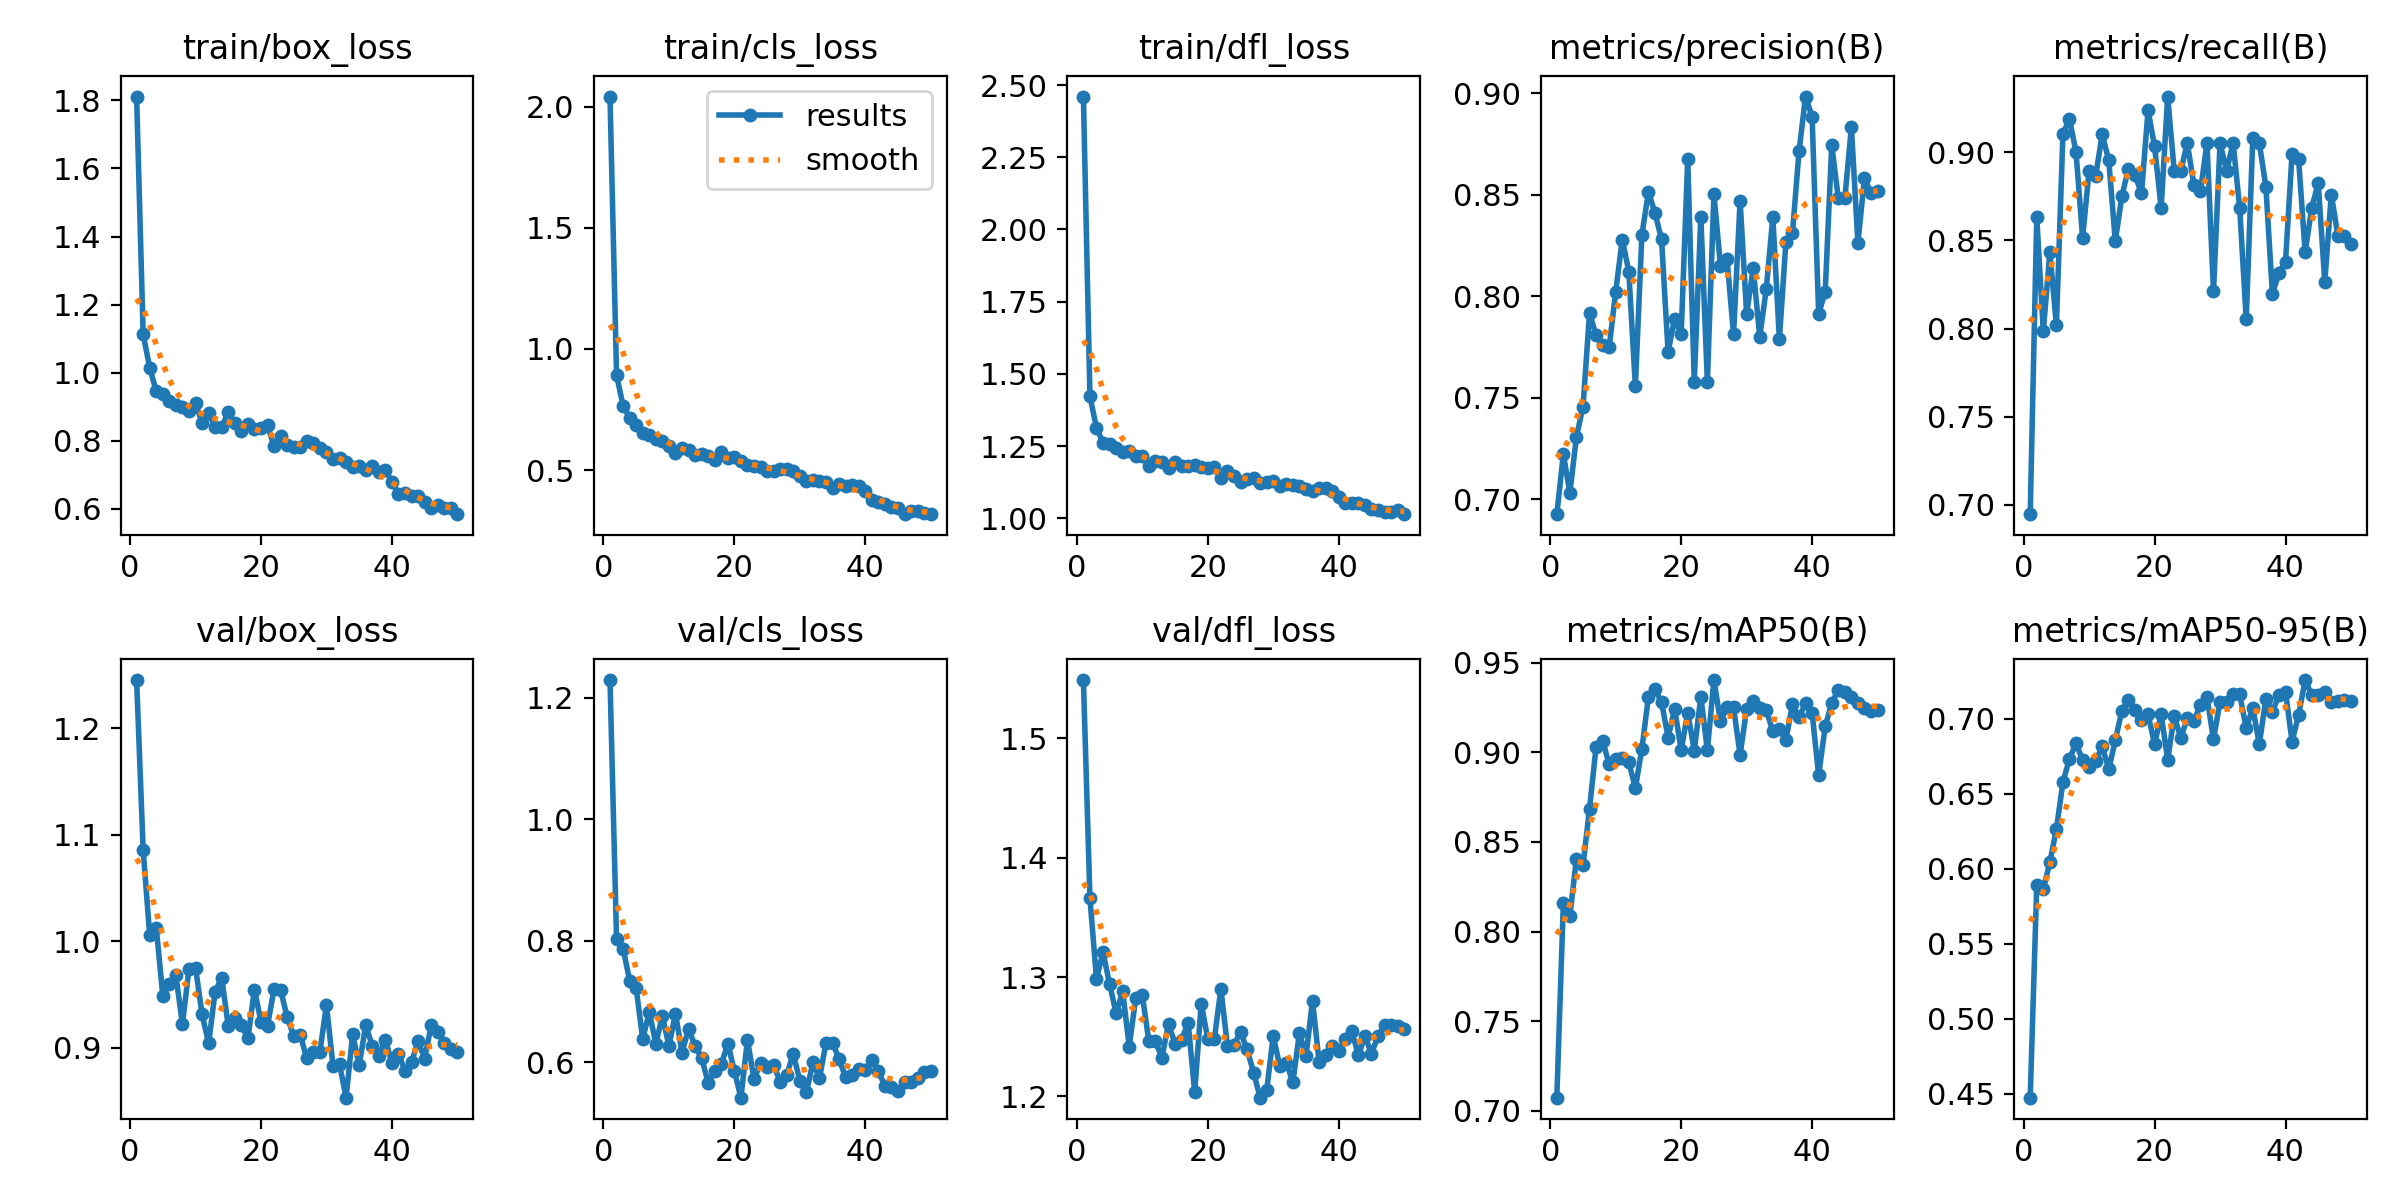 train/box_loss
1.8
1.6
1.4
1.2
1.0
0.8
0.6
0 20 40
train/cls_loss
results
smooth
2.0
1.5
1.0
0.5
0 20 40
train/dfl_loss
2.50
2.25
2.00
1.75
1.50
1.25
1.00
0 20 40
metrics/precision(B)
0.90
0.85
0.80
0.75
0.70
0 20 40
metrics/recall(B)
0.90
0.85
0.80
0.75
0.70
0 20 40
val/box_loss
1.2
1.1
1.0
0.9
0 20 40
val/cls_loss
1.2
1.0
0.8
0.6
0 20 40
val/dfl_loss
1.5
1.4
1.3
1.2
0 20 40
metrics/mAP50(B)
0.95
0.90
0.85
0.80
0.75
0.70
0 20 40
metrics/mAP50-95(B)
0.70
0.65
0.60
0.55
0.50
0.45
0 20 40